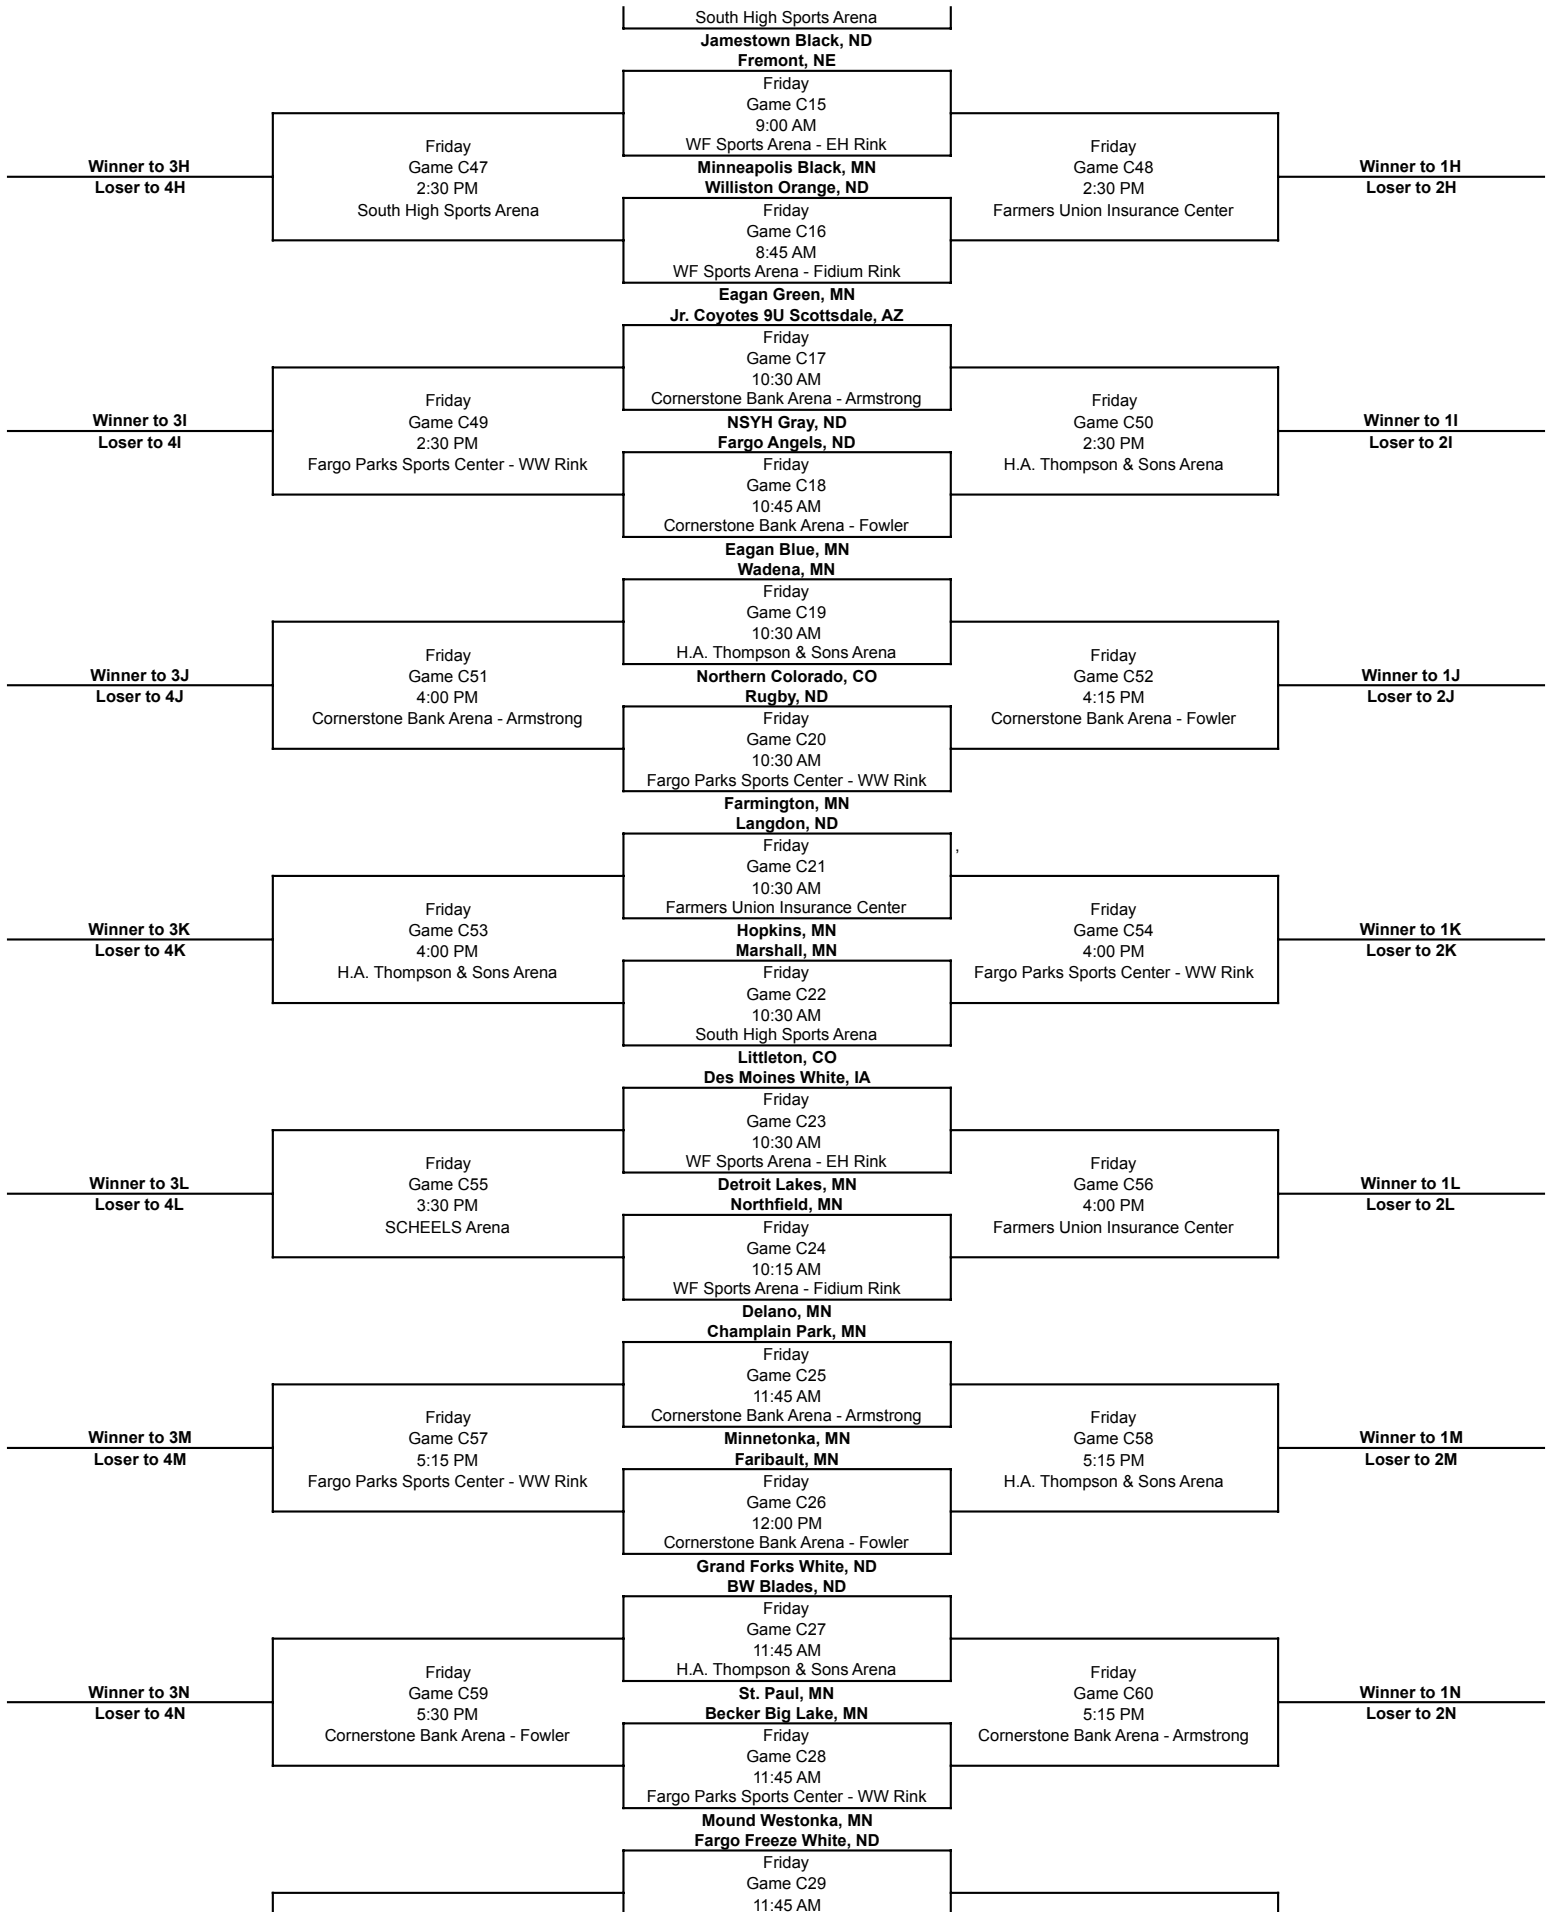 South High Sports Arena
Jamestown Black, ND
Fremont, NE
Friday
Game C15
9:00 AM
WF Sports Arena - EH Rink
Friday
Game C47
2:30 PM
South High Sports Arena
Friday
Game C48
2:30 PM
Farmers Union Insurance Center
Winner to 3H
Loser to 4H
Minneapolis Black, MN
Williston Orange, ND
Winner to 1H
Loser to 2H
Friday
Game C16
8:45 AM
WF Sports Arena - Fidium Rink
Eagan Green, MN
Jr. Coyotes 9U Scottsdale, AZ
Friday
Game C17
10:30 AM
Cornerstone Bank Arena - Armstrong
Friday
Game C49
2:30 PM
Fargo Parks Sports Center - WW Rink
Friday
Game C50
2:30 PM
H.A. Thompson & Sons Arena
Winner to 3I
Loser to 4I
NSYH Gray, ND
Fargo Angels, ND
Winner to 1I
Loser to 2I
Friday
Game C18
10:45 AM
Cornerstone Bank Arena - Fowler
Eagan Blue, MN
Wadena, MN
Friday
Game C19
10:30 AM
H.A. Thompson & Sons Arena
Friday
Game C51
4:00 PM
Cornerstone Bank Arena - Armstrong
Friday
Game C52
4:15 PM
Cornerstone Bank Arena - Fowler
Winner to 3J
Loser to 4J
Northern Colorado, CO
Rugby, ND
Winner to 1J
Loser to 2J
Friday
Game C20
10:30 AM
Fargo Parks Sports Center - WW Rink
Farmington, MN
Langdon, ND
Friday
,
Game C21
10:30 AM
Farmers Union Insurance Center
Friday
Game C53
4:00 PM
H.A. Thompson & Sons Arena
Friday
Game C54
4:00 PM
Fargo Parks Sports Center - WW Rink
Winner to 3K
Loser to 4K
Hopkins, MN
Marshall, MN
Winner to 1K
Loser to 2K
Friday
Game C22
10:30 AM
South High Sports Arena
Littleton, CO
Des Moines White, IA
Friday
Game C23
10:30 AM
WF Sports Arena - EH Rink
Friday
Game C55
3:30 PM
SCHEELS Arena
Friday
Game C56
4:00 PM
Farmers Union Insurance Center
Winner to 3L
Loser to 4L
Detroit Lakes, MN
Northfield, MN
Winner to 1L
Loser to 2L
Friday
Game C24
10:15 AM
WF Sports Arena - Fidium Rink
Delano, MN
Champlain Park, MN
Friday
Game C25
11:45 AM
Cornerstone Bank Arena - Armstrong
Friday
Game C57
5:15 PM
Fargo Parks Sports Center - WW Rink
Friday
Game C58
5:15 PM
H.A. Thompson & Sons Arena
Winner to 3M
Loser to 4M
Minnetonka, MN
Faribault, MN
Winner to 1M
Loser to 2M
Friday
Game C26
12:00 PM
Cornerstone Bank Arena - Fowler
Grand Forks White, ND
BW Blades, ND
Friday
Game C27
11:45 AM
H.A. Thompson & Sons Arena
Friday
Game C59
5:30 PM
Cornerstone Bank Arena - Fowler
Friday
Game C60
5:15 PM
Cornerstone Bank Arena - Armstrong
Winner to 3N
Loser to 4N
St. Paul, MN
Becker Big Lake, MN
Winner to 1N
Loser to 2N
Friday
Game C28
11:45 AM
Fargo Parks Sports Center - WW Rink
Mound Westonka, MN
Fargo Freeze White, ND
Friday
Game C29
11:45 AM